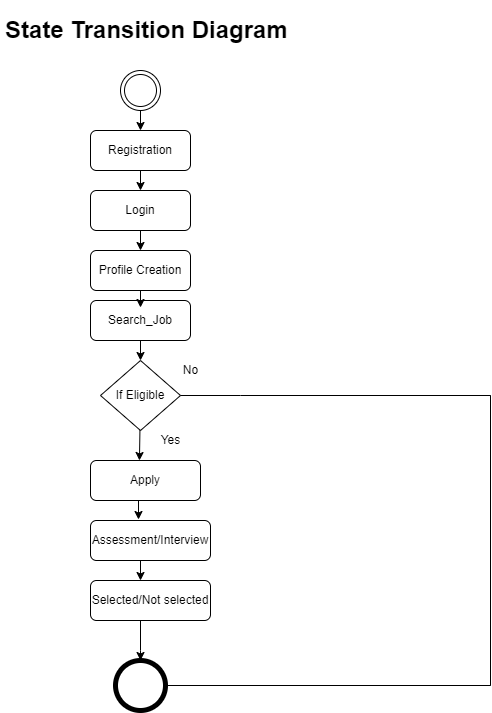 State Transition Diagram
Registration
Login
Profile Creation
Search_Job
No
If Eligible
Yes
Apply
Assessment/Interview
Selected/Not selected